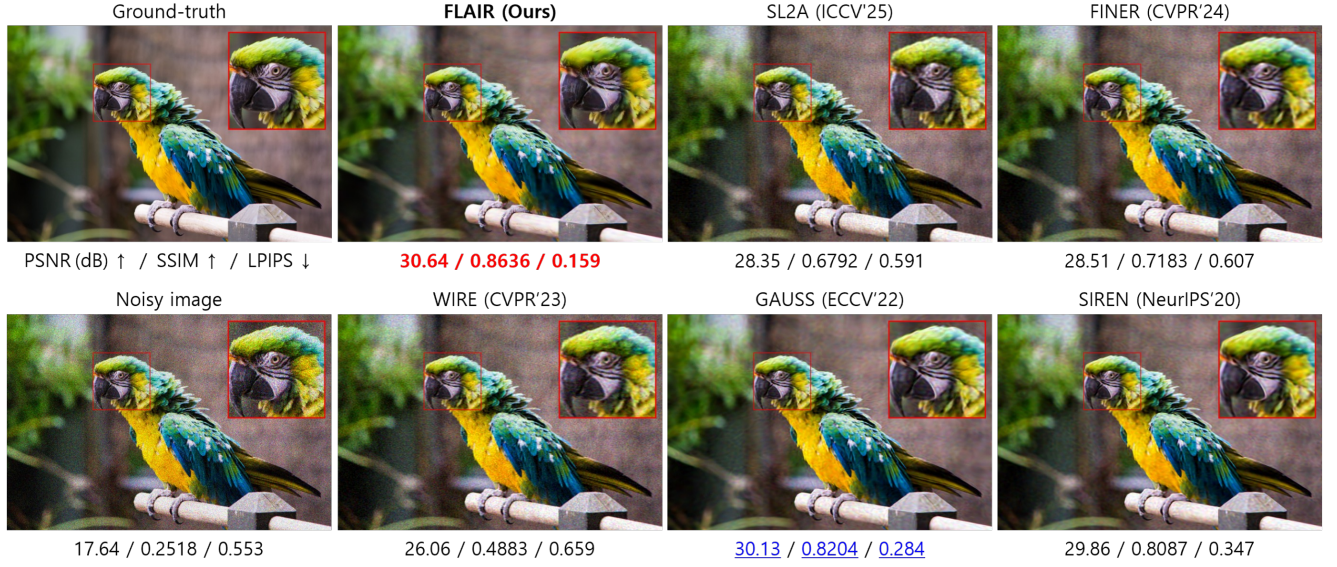 Ground-truth
FLAIR (Ours)
SL2A (ICCV'25)
FINER (CVPR’24)
PSNR (dB) ↑ / SSIM ↑ / LPIPS ↓
30.64 / 0.8636 / 0.159
28.35 / 0.6792 / 0.591
28.51 / 0.7183 / 0.607
Noisy image
WIRE (CVPR’23)
GAUSS (ECCV’22)
SIREN (NeurIPS’20)
17.64 / 0.2518 / 0.553
26.06 / 0.4883 / 0.659
30.13 / 0.8204 / 0.284
29.86 / 0.8087 / 0.347